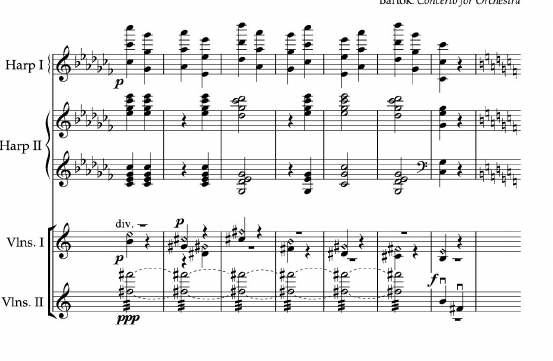 Bartók: Concerto for Orchestra
Harp I
p
Harp II
div.
p
Vlns. I
p
f
Vlns. II
ppp